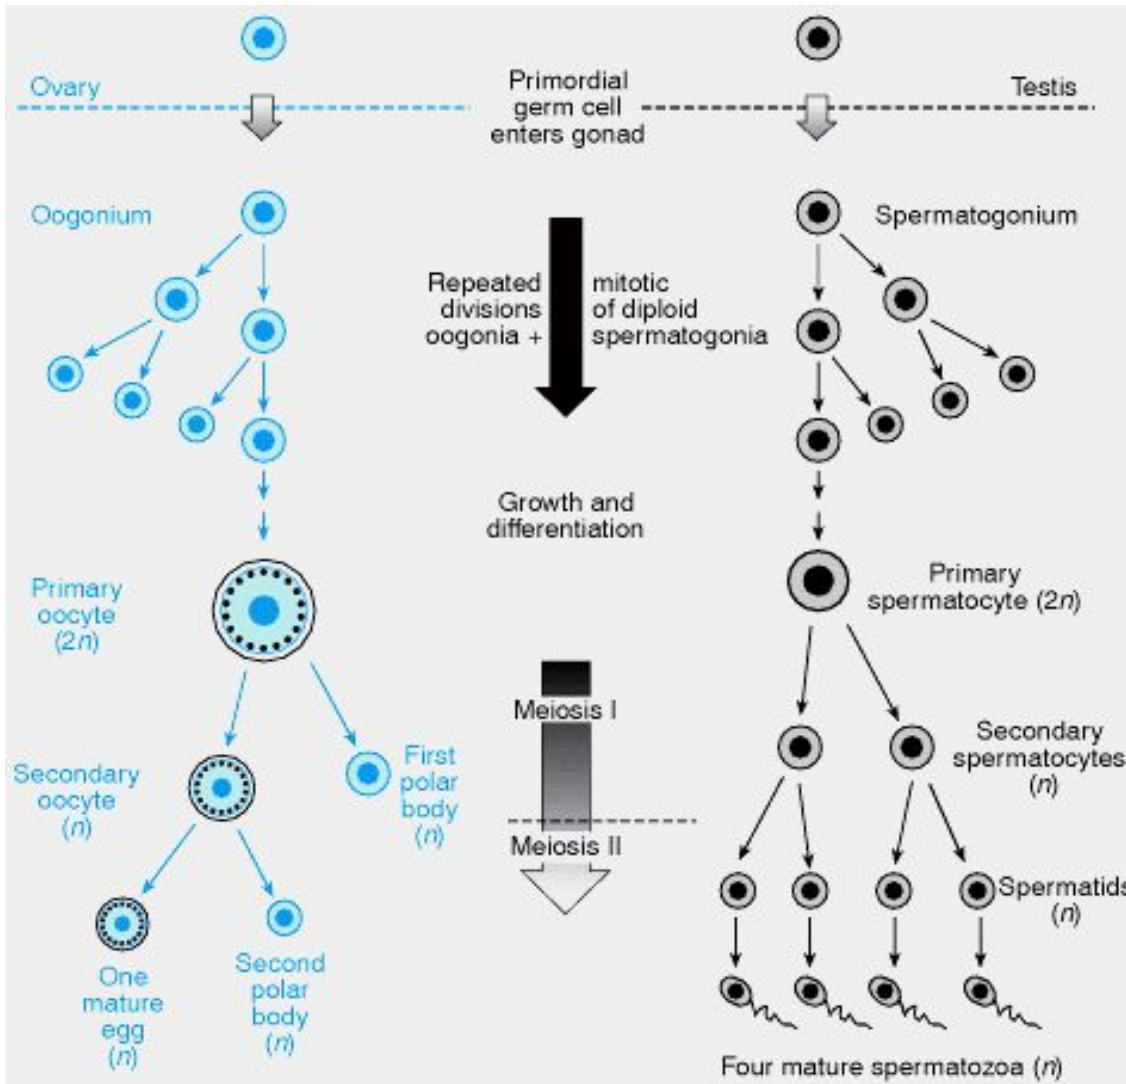 Ovary
Primordial
germ cell
enters gonad
Testis
Oogonium
Spermatogonium
Repeated mitotic
divisions of diploid
oogonia + spermatogonia
Growth and
differentiation
Primary
oocyte
(2n)
Primary
spermatocyte (2n)
Meiosis I
Secondary
oocyte
(n)
First
polar
body
(n)
Secondary
spermatocytes
(n)
Meiosis II
Spermatids
(n)
One
mature
egg
(n)
Second
polar
body
(n)
Four mature spermatozoa (n)